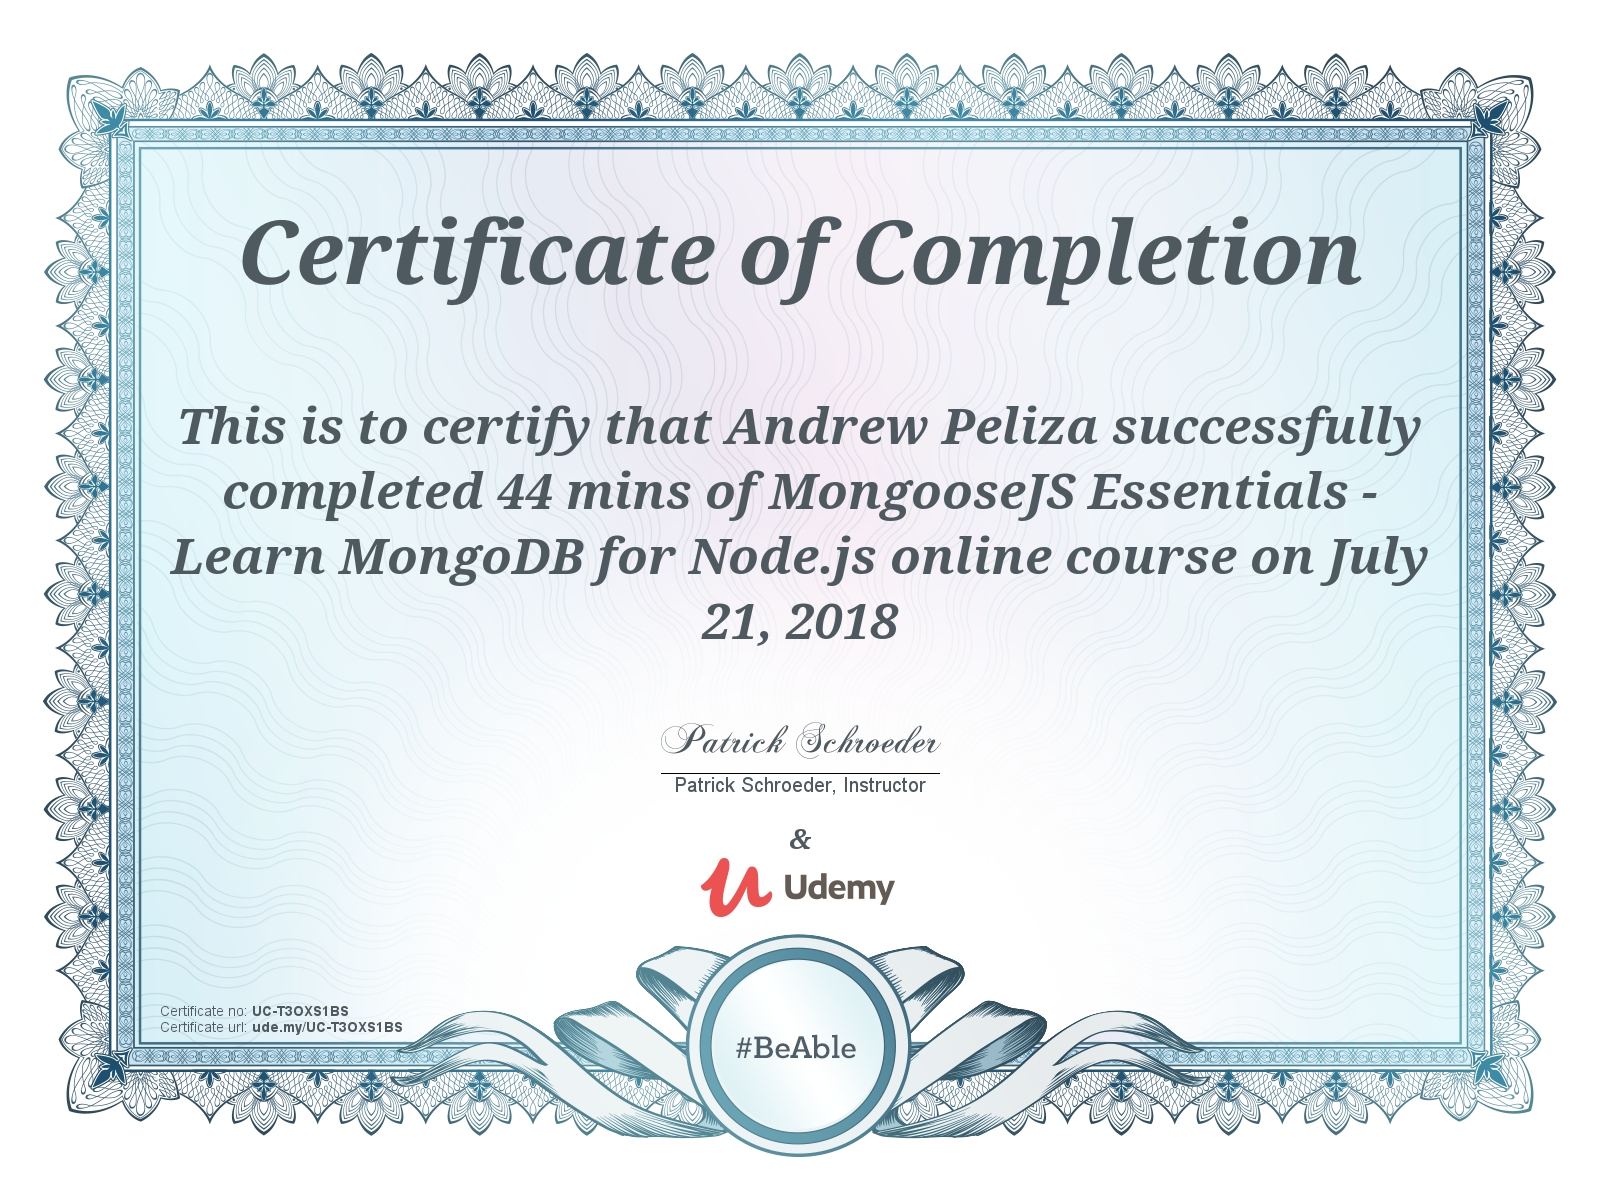 Certificate of Completion
This is to certify that Andrew Peliza successfully
completed 44 mins of MongooseJS Essentials -
Learn MongoDB for Node.js online course on July
21, 2018
Patrick Schroeder
Patrick Schroeder, Instructor
&
Udemy
Certificate no: UC-T3OXS1BS
Certificate url: ude.my/UC-T3OXS1BS
#BeAble